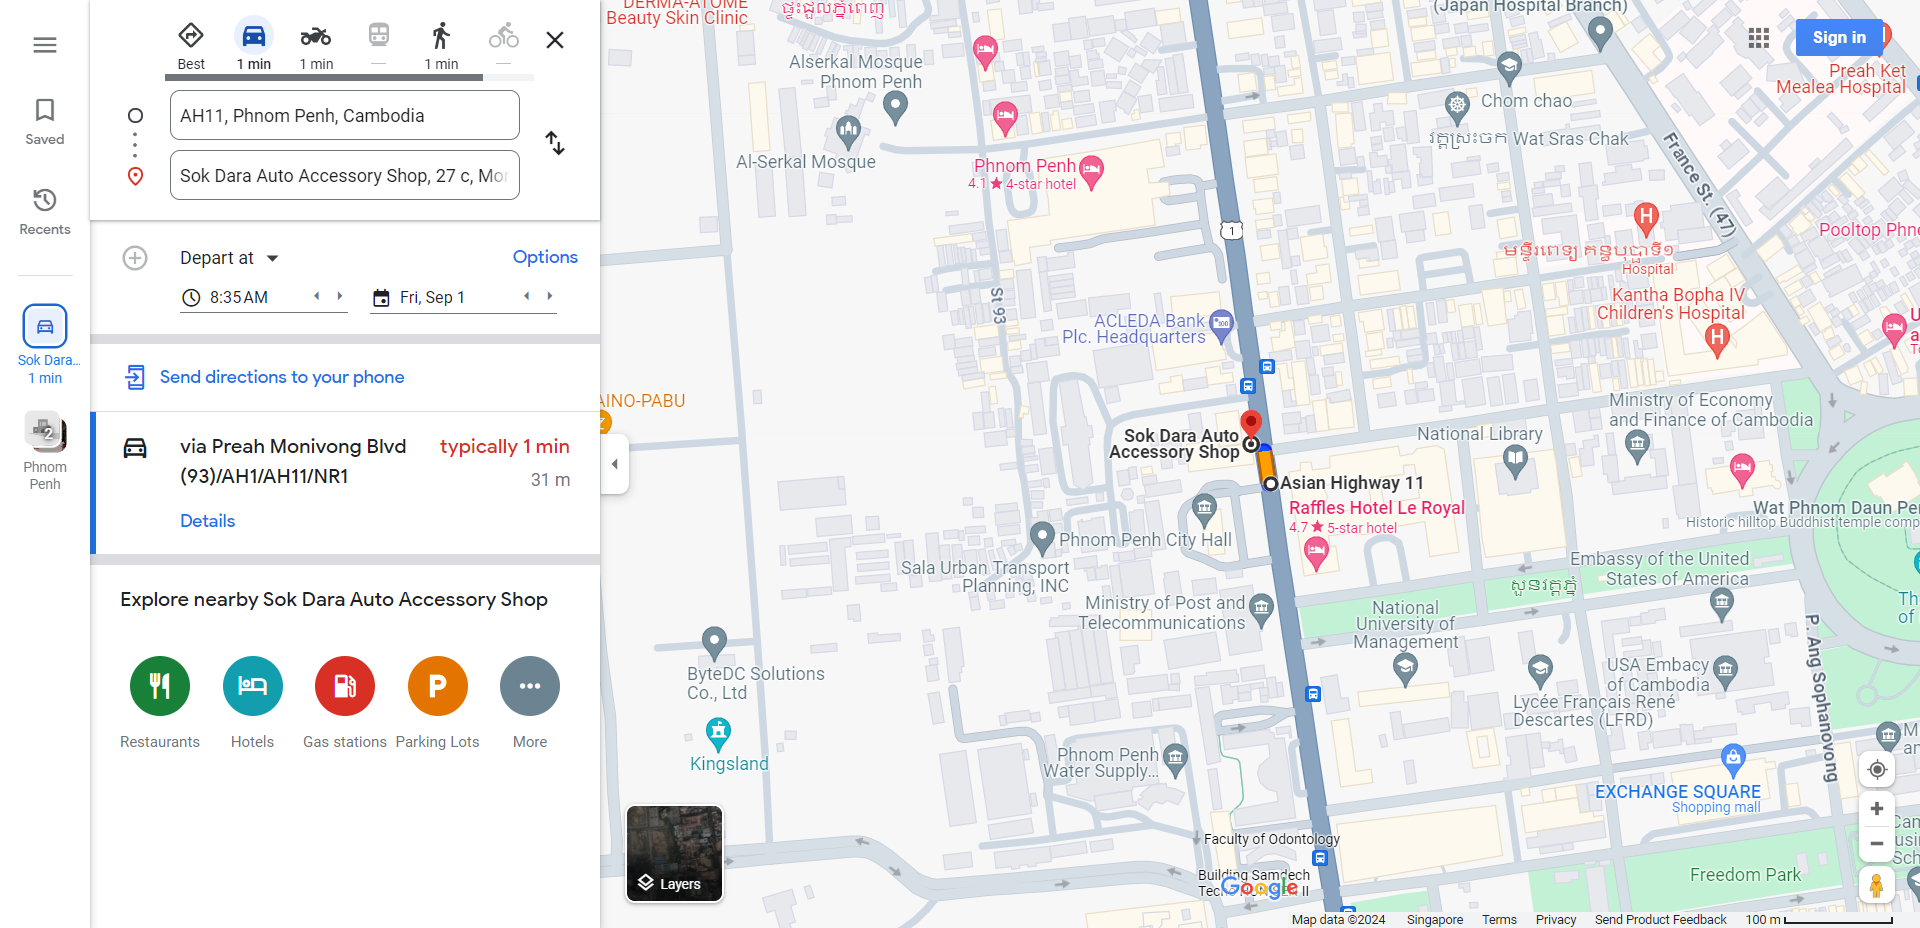 Best
1 min
1 min
—
1 min
—
AH11, Phnom Penh, Cambodia
Sok Dara Auto Accessory Shop, 27 c, Mon
Saved
Recents
Sok Dara...
1 min
2
Phnom
Penh
Depart at
Options
8:35 AM
Fri, Sep 1
Send directions to your phone
via Preah Monivong Blvd
(93)/AH1/AH11/NR1
typically 1 min
31 m
Details
Explore nearby Sok Dara Auto Accessory Shop
Restaurants
Hotels
Gas stations
P
Parking Lots
More
DERMA-ATOME
Beauty Skin Clinic
ផ្ទះជួលភ្នំពេញ
(Japan Hospital Branch)
Sign in
Preah Ket
Mealea Hospital
Alserkal Mosque
Phnom Penh
Al-Serkal Mosque
Chom chao
វត្តស្រះចក Wat Sras Chak
France St. (47)
Phnom Penh
4.1★4-star hotel
1
H
មន្ទីរពេទ្យ គន្ធបុប្ផាទី១
Hospital
Pooltop Phno
Kantha Bopha IV
Children's Hospital
H
St 93
ACLEDA Bank
Plc. Headquarters
AINO-PABU
Ministry of Economy
and Finance of Cambodia
National Library
Sok Dara Auto
Accessory Shop
Asian Highway 11
Raffles Hotel Le Royal
4.7★5-star hotel
Wat Phnom Daun Pe
Historic hilltop Buddhist temple comp
Phnom Penh City Hall
Sala Urban Transport
Planning, INC
Embassy of the United
States of America
សួនវត្តភ្នំ
Ministry of Post and
Telecommunications
National
University of
Management
Th
of
P. Ang Sophanovong
ByteDC Solutions
Co., Ltd
USA Embacy
of Cambodia
Lycée Français René
Descartes (LFRD)
Kingsland
Phnom Penh
Water Supply...
EXCHANGE SQUARE
Shopping mall
Faculty of Odontology
Building Samdech
Google
Freedom Park
Layers
Map data ©2024
Singapore
Terms
Privacy
Send Product Feedback
100 m